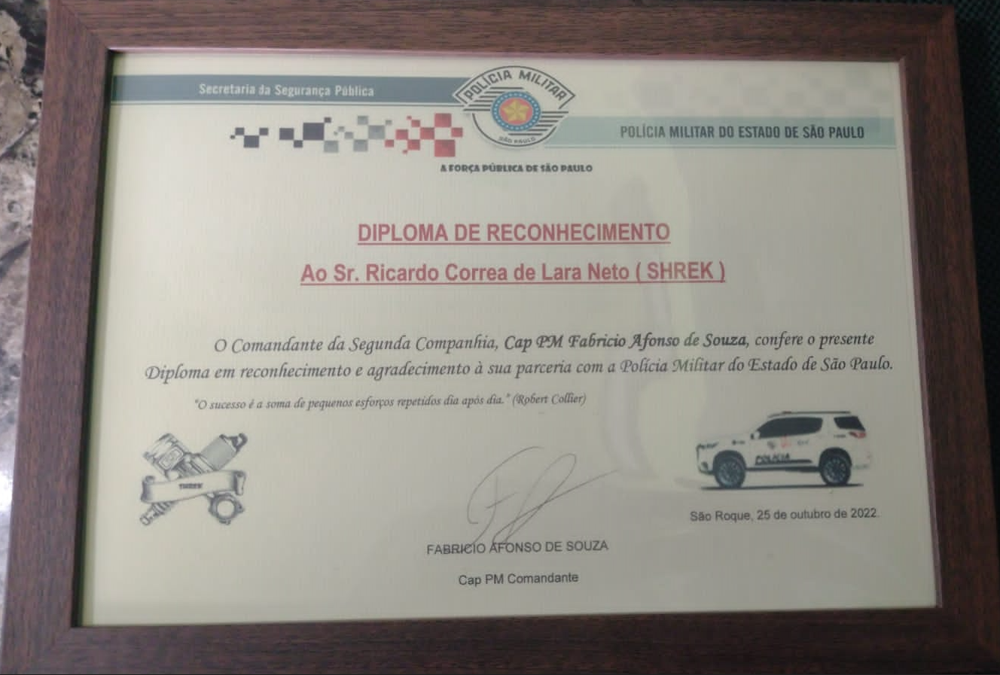 Secretaria da Segurança Pública
POLÍCIA MILITAR
SÃO PAULO
POLÍCIA MILITAR DO ESTADO DE SÃO PAULO
A FORÇA PÚBLICA DE SÃO PAULO
DIPLOMA DE RECONHECIMENTO
Ao Sr. Ricardo Correa de Lara Neto ( SHREK )
O Comandante da Segunda Companhia, Cap PM Fabricio Afonso de Souza, confere o presente
Diploma em reconhecimento e agradecimento à sua parceria com a Polícia Militar do Estado de São Paulo.
"O sucesso é a soma de pequenos esforços repetidos dia após dia." (Robert Collier)
POLÍCIA
São Roque, 25 de outubro de 2022.
FABRICIO AFONSO DE SOUZA
Cap PM Comandante